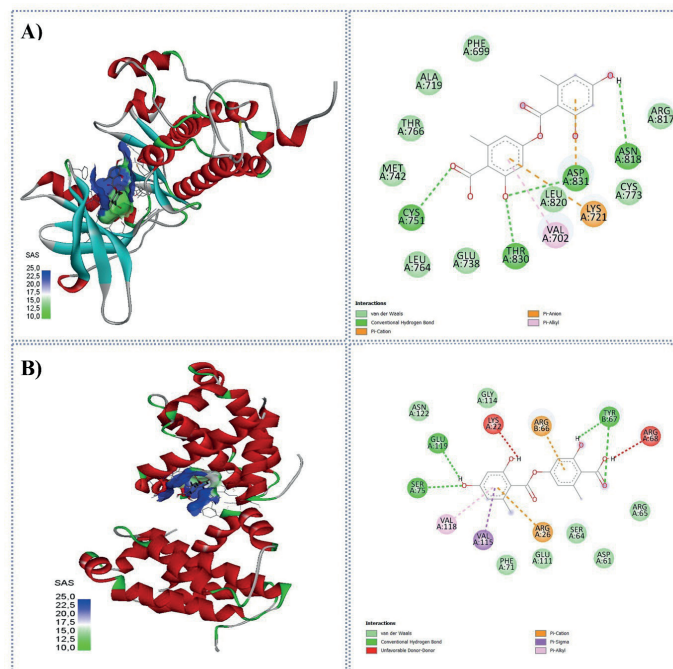 A)
SAS
25,0
22,5
20,0
17,5
15,0
12,5
10,0
PHE
A:699
ALA
A:719
THR
A:766
MET
A:742
CYS
A:751
LEU
A:764
GLU
A:738
THR
A:830
VAL
A:702
LEU
A:820
LYS
A:721
ASP
A:831
CYS
A:773
ASN
A:818
ARG
A:817
H
O
O
O
O
O
O
O
Interactions
van der Waals
Conventional Hydrogen Bond
Pi-Cation
Pi-Anion
Pi-Alkyl
B)
SAS
25,0
22,5
20,0
17,5
15,0
12,5
10,0
ASN
A:122
GLY
A:114
LYS
A:22
ARG
B:66
TYR
B:67
ARG
A:68
GLU
A:119
SER
A:75
VAL
A:118
VAL
A:115
PHE
A:71
GLU
A:111
ARG
A:26
SER
A:64
ASP
A:61
ARG
A:65
Interactions
van der Waals
Conventional Hydrogen Bond
Unfavorable Donor-Donor
Pi-Cation
Pi-Sigma
Pi-Alkyl